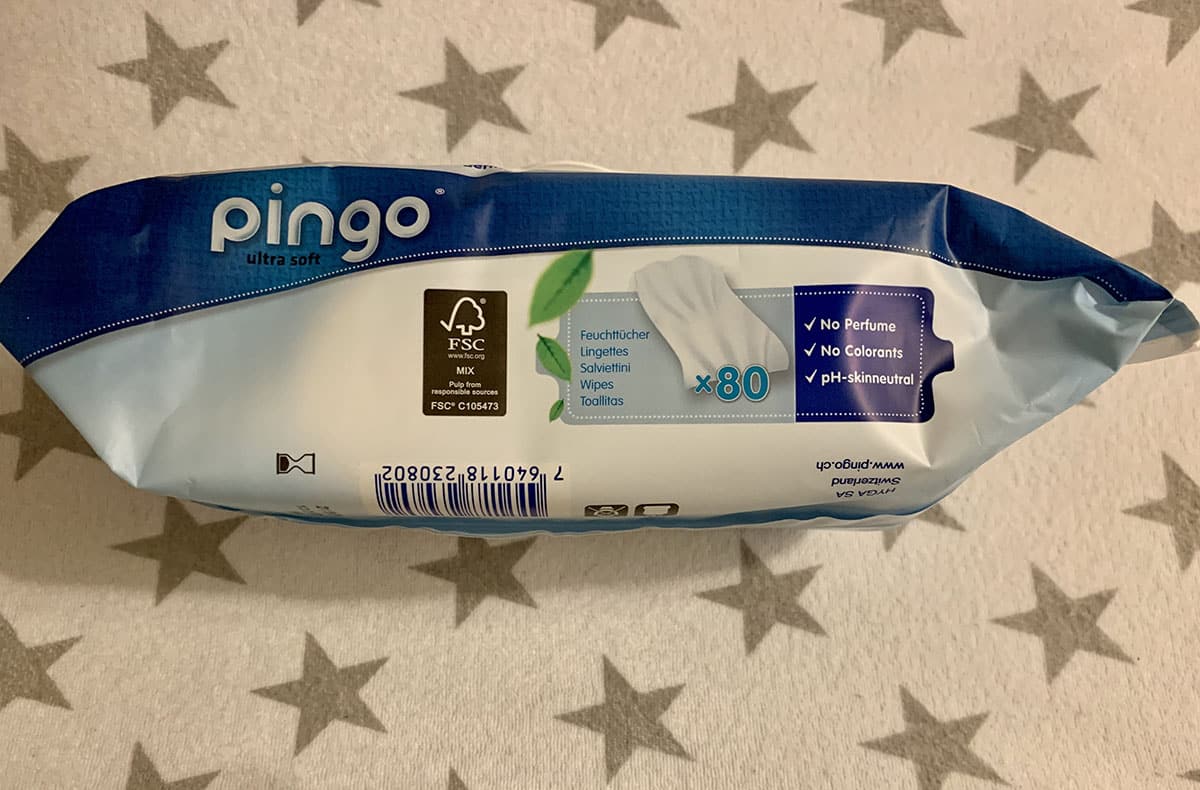 pingo®
ultra soft
FSC®
www.fsc.org
MIX
Pulp from
responsible sources
FSC® C105473
Feuchttücher
Lingettes
Salviettini
Wipes
Toallitas
x80
✓ No Perfume
✓ No Colorants
✓ pH-skinneutral
7 640118 230802
HYGA SA
Switzerland
www.pingo.ch